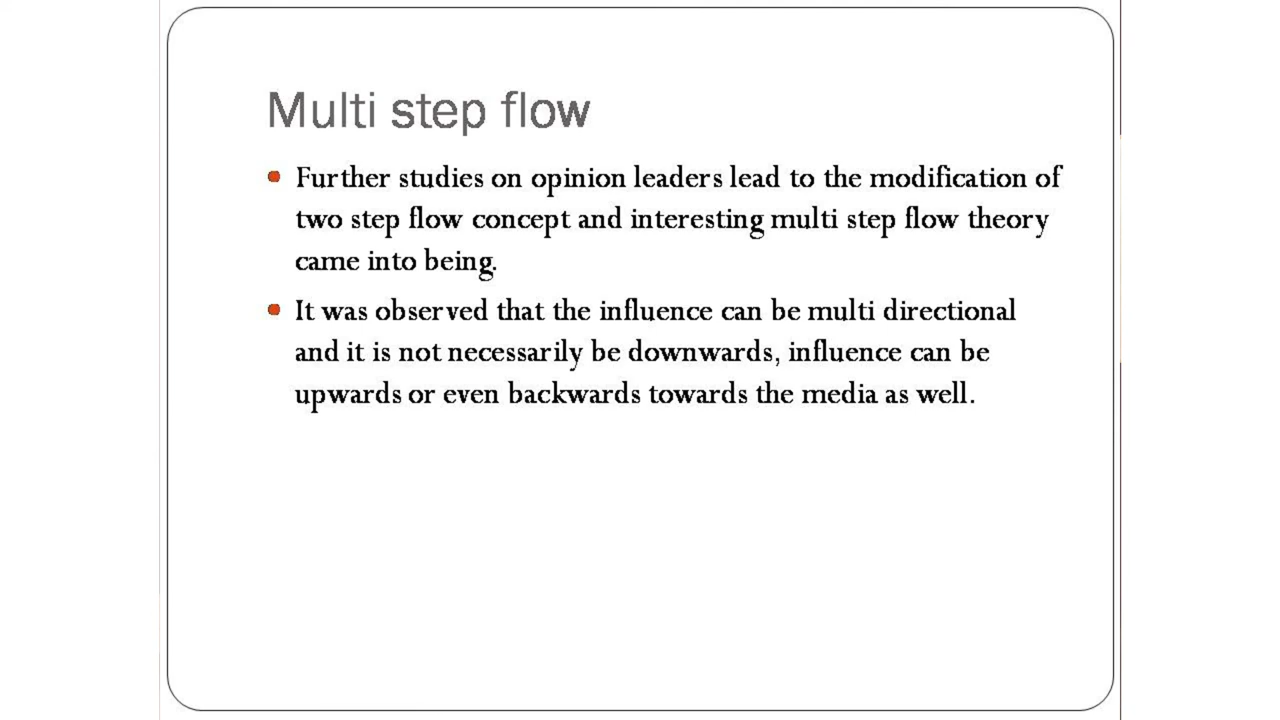 Multi step flow
• Further studies on opinion leaders lead to the modification of
two step flow concept and interesting multi step flow theory
came into being.
• It was observed that the influence can be multi directional
and it is not necessarily be downwards, influence can be
upwards or even backwards towards the media as well.